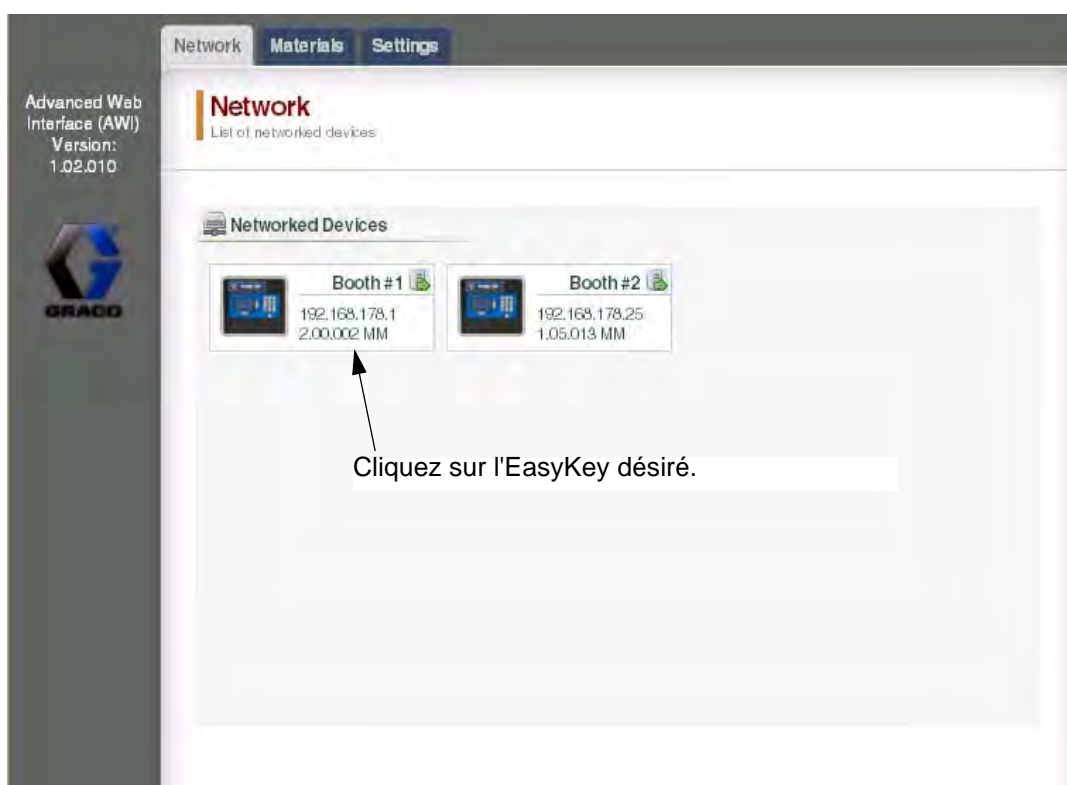 Network Materials Settings
Advanced Web
Interface (AWI)
Version:
1.02.010
GRACO
Network
List of networked devices
Networked Devices
Booth #1
192.168.178.1
2.00.002 MM
Booth #2
192.168.178.25
1.05.013 MM
Cliquez sur l'EasyKey désiré.